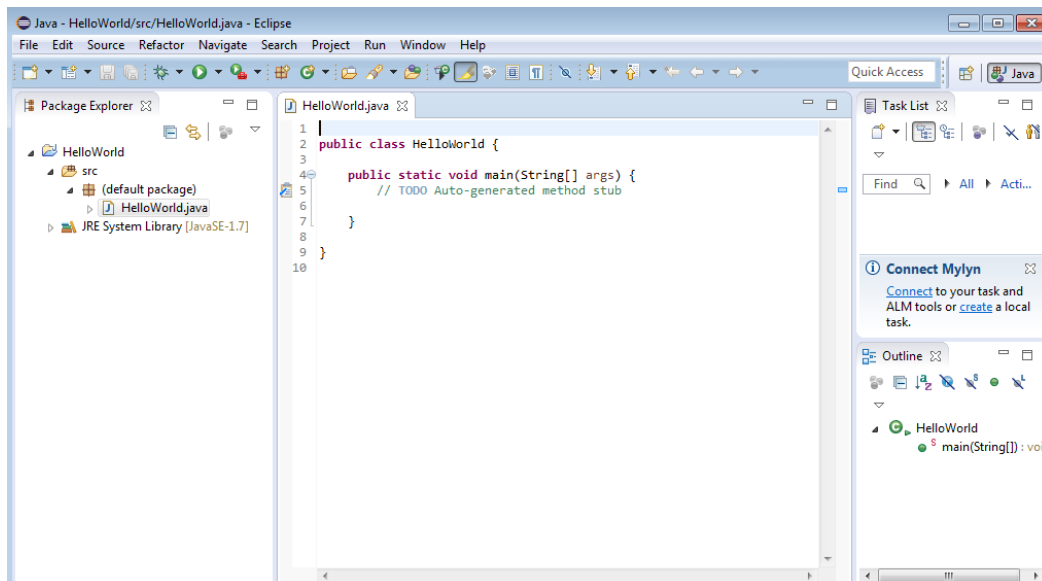 Java - HelloWorld/src/HelloWorld.java - Eclipse
File Edit Source Refactor Navigate Search Project Run Window Help
Quick Access Java
Package Explorer
HelloWorld
src
(default package)
HelloWorld.java
JRE System Library [JavaSE-1.7]
HelloWorld.java
1
2 public class HelloWorld {
3
4 public static void main(String[] args) {
5 // TODO Auto-generated method stub
6
7 }
8
9 }
10
Task List
Find All Acti...
Connect Mylyn
Connect to your task and
ALM tools or create a local
task.
Outline
HelloWorld
main(String[]) : voi